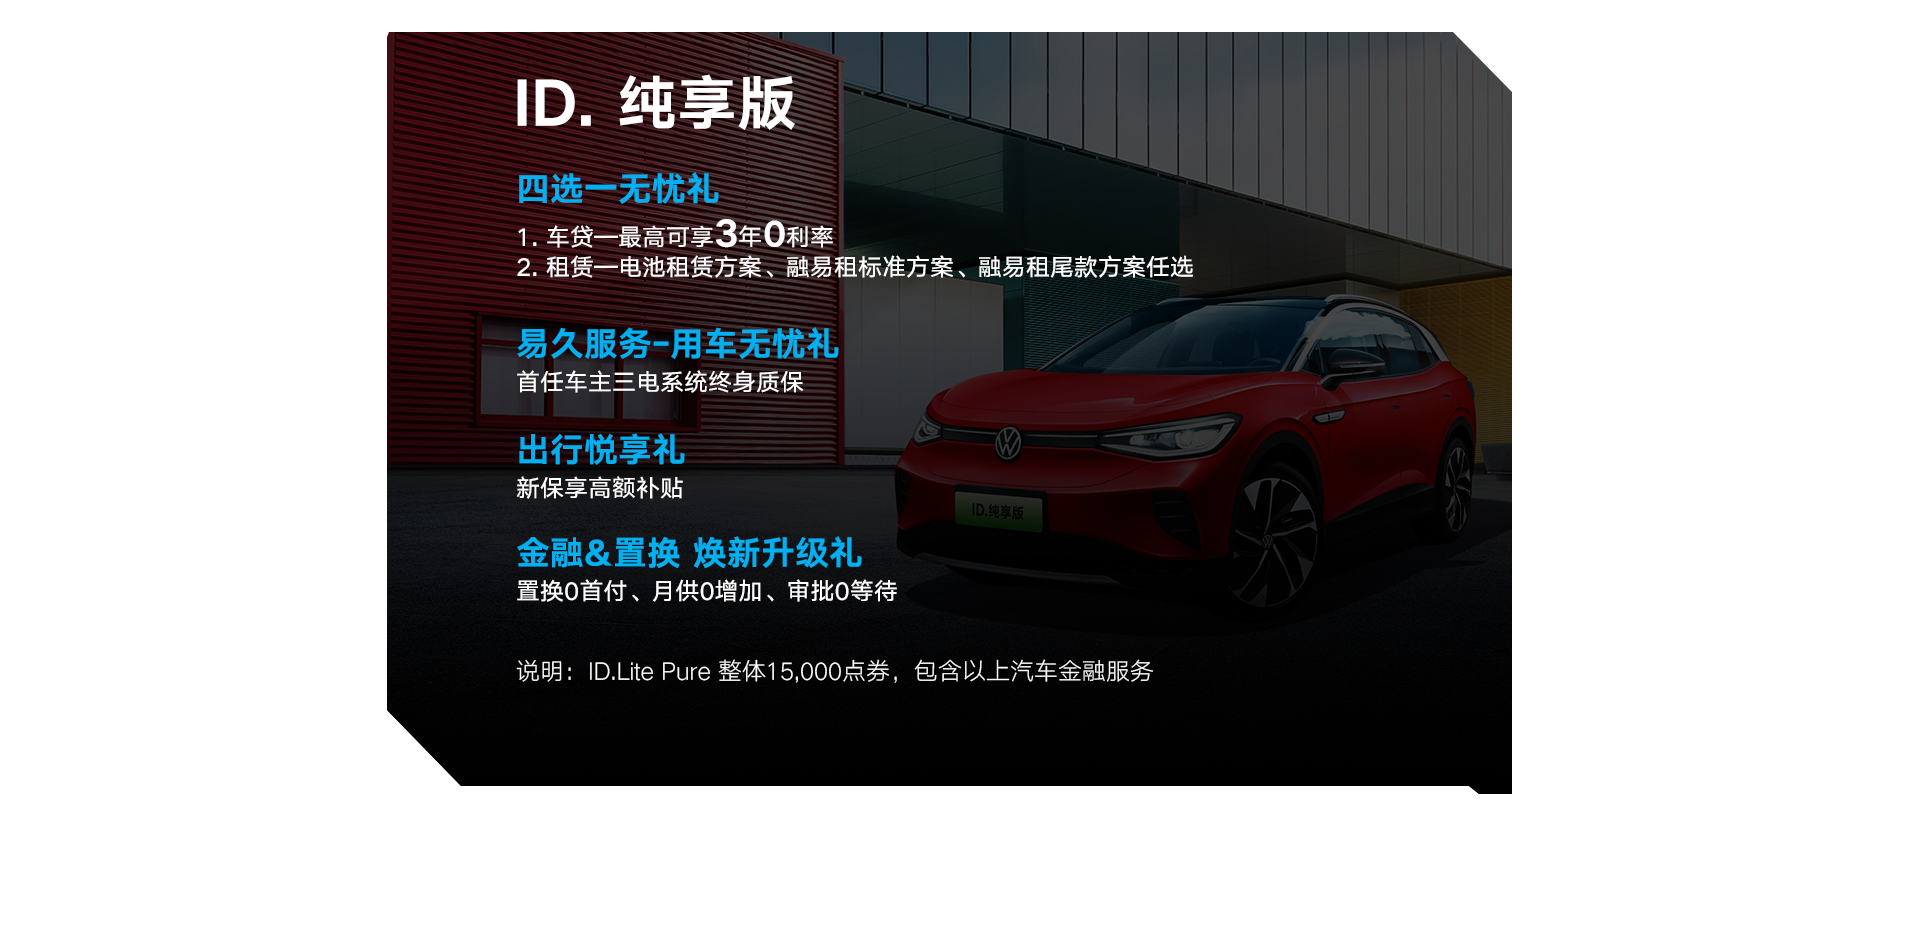 ID. 纯享版
四选一无忧礼
1. 车贷—最高可享3年0利率
2. 租赁—电池租赁方案、融易租标准方案、融易租尾款方案任选
易久服务-用车无忧礼
首任车主三电系统终身质保
出行悦享礼
新保享高额补贴
ID.纯享版
金融&置换 焕新升级礼
置换0首付、月供0增加、审批0等待
说明：ID.Lite Pure 整体15,000点券，包含以上汽车金融服务